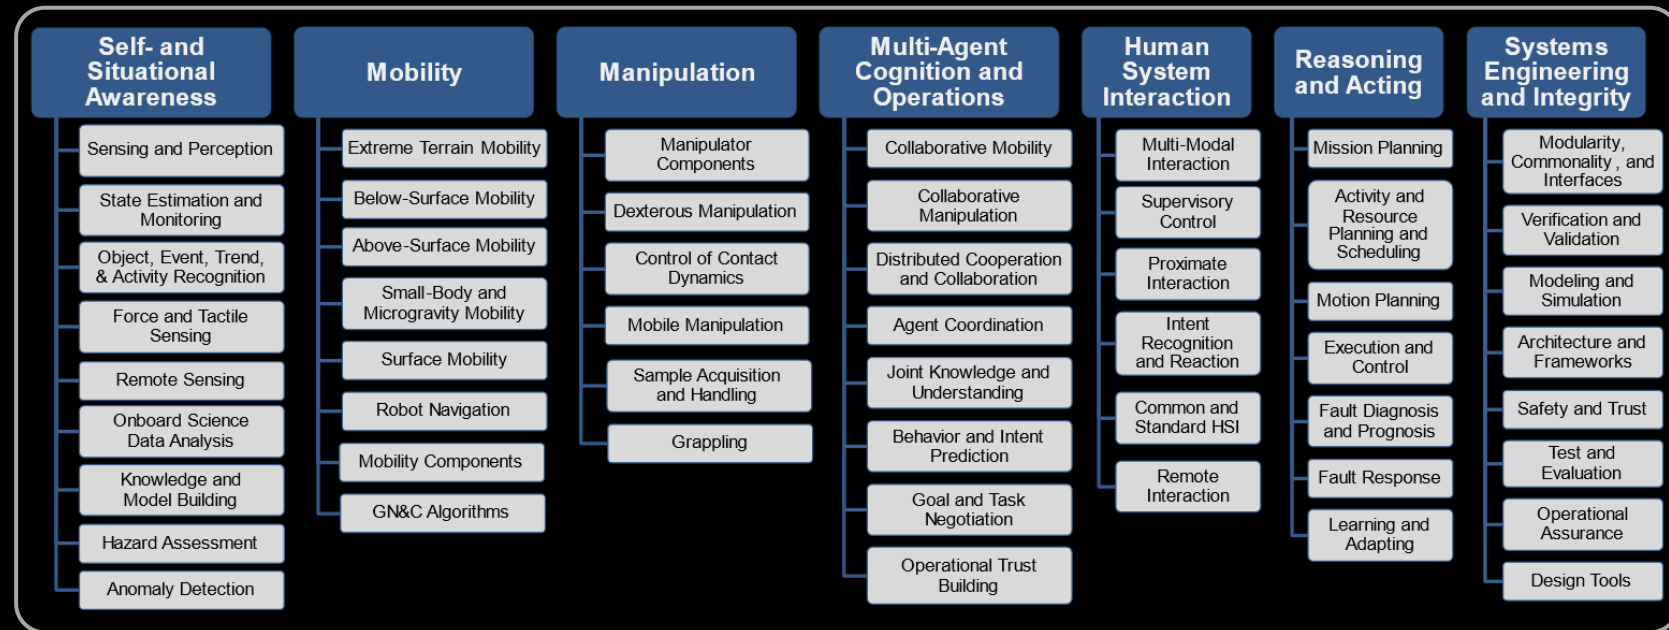 Self- and
Situational
Awareness
Sensing and Perception
State Estimation and
Monitoring
Object, Event, Trend,
& Activity Recognition
Force and Tactile
Sensing
Remote Sensing
Onboard Science
Data Analysis
Knowledge and
Model Building
Hazard Assessment
Anomaly Detection
Mobility
Extreme Terrain Mobility
Below-Surface Mobility
Above-Surface Mobility
Small-Body and
Microgravity Mobility
Surface Mobility
Robot Navigation
Mobility Components
GN&C Algorithms
Manipulation
Manipulator
Components
Dexterous Manipulation
Control of Contact
Dynamics
Mobile Manipulation
Sample Acquisition
and Handling
Grappling
Multi-Agent
Cognition and
Operations
Collaborative Mobility
Collaborative
Manipulation
Distributed Cooperation
and Collaboration
Agent Coordination
Joint Knowledge and
Understanding
Behavior and Intent
Prediction
Goal and Task
Negotiation
Operational Trust
Building
Human
System
Interaction
Multi-Modal
Interaction
Supervisory
Control
Proximate
Interaction
Intent
Recognition
and Reaction
Common and
Standard HSI
Remote
Interaction
Reasoning
and Acting
Mission Planning
Activity and
Resource
Planning and
Scheduling
Motion Planning
Execution and
Control
Fault Diagnosis
and Prognosis
Fault Response
Learning and
Adapting
Systems
Engineering
and Integrity
Modularity,
Commonality , and
Interfaces
Verification and
Validation
Modeling and
Simulation
Architecture and
Frameworks
Safety and Trust
Test and
Evaluation
Operational
Assurance
Design Tools